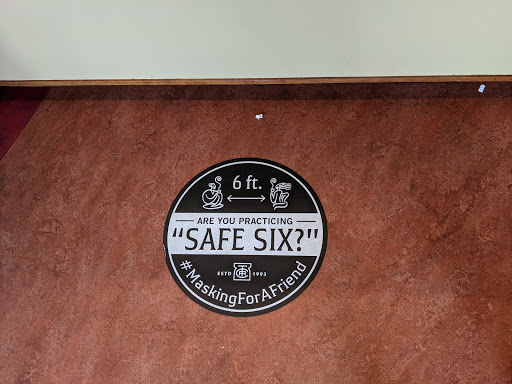 6 ft.
ARE YOU PRACTICING
"SAFE SIX?"
ESTD 1993
#MaskingForAFriend